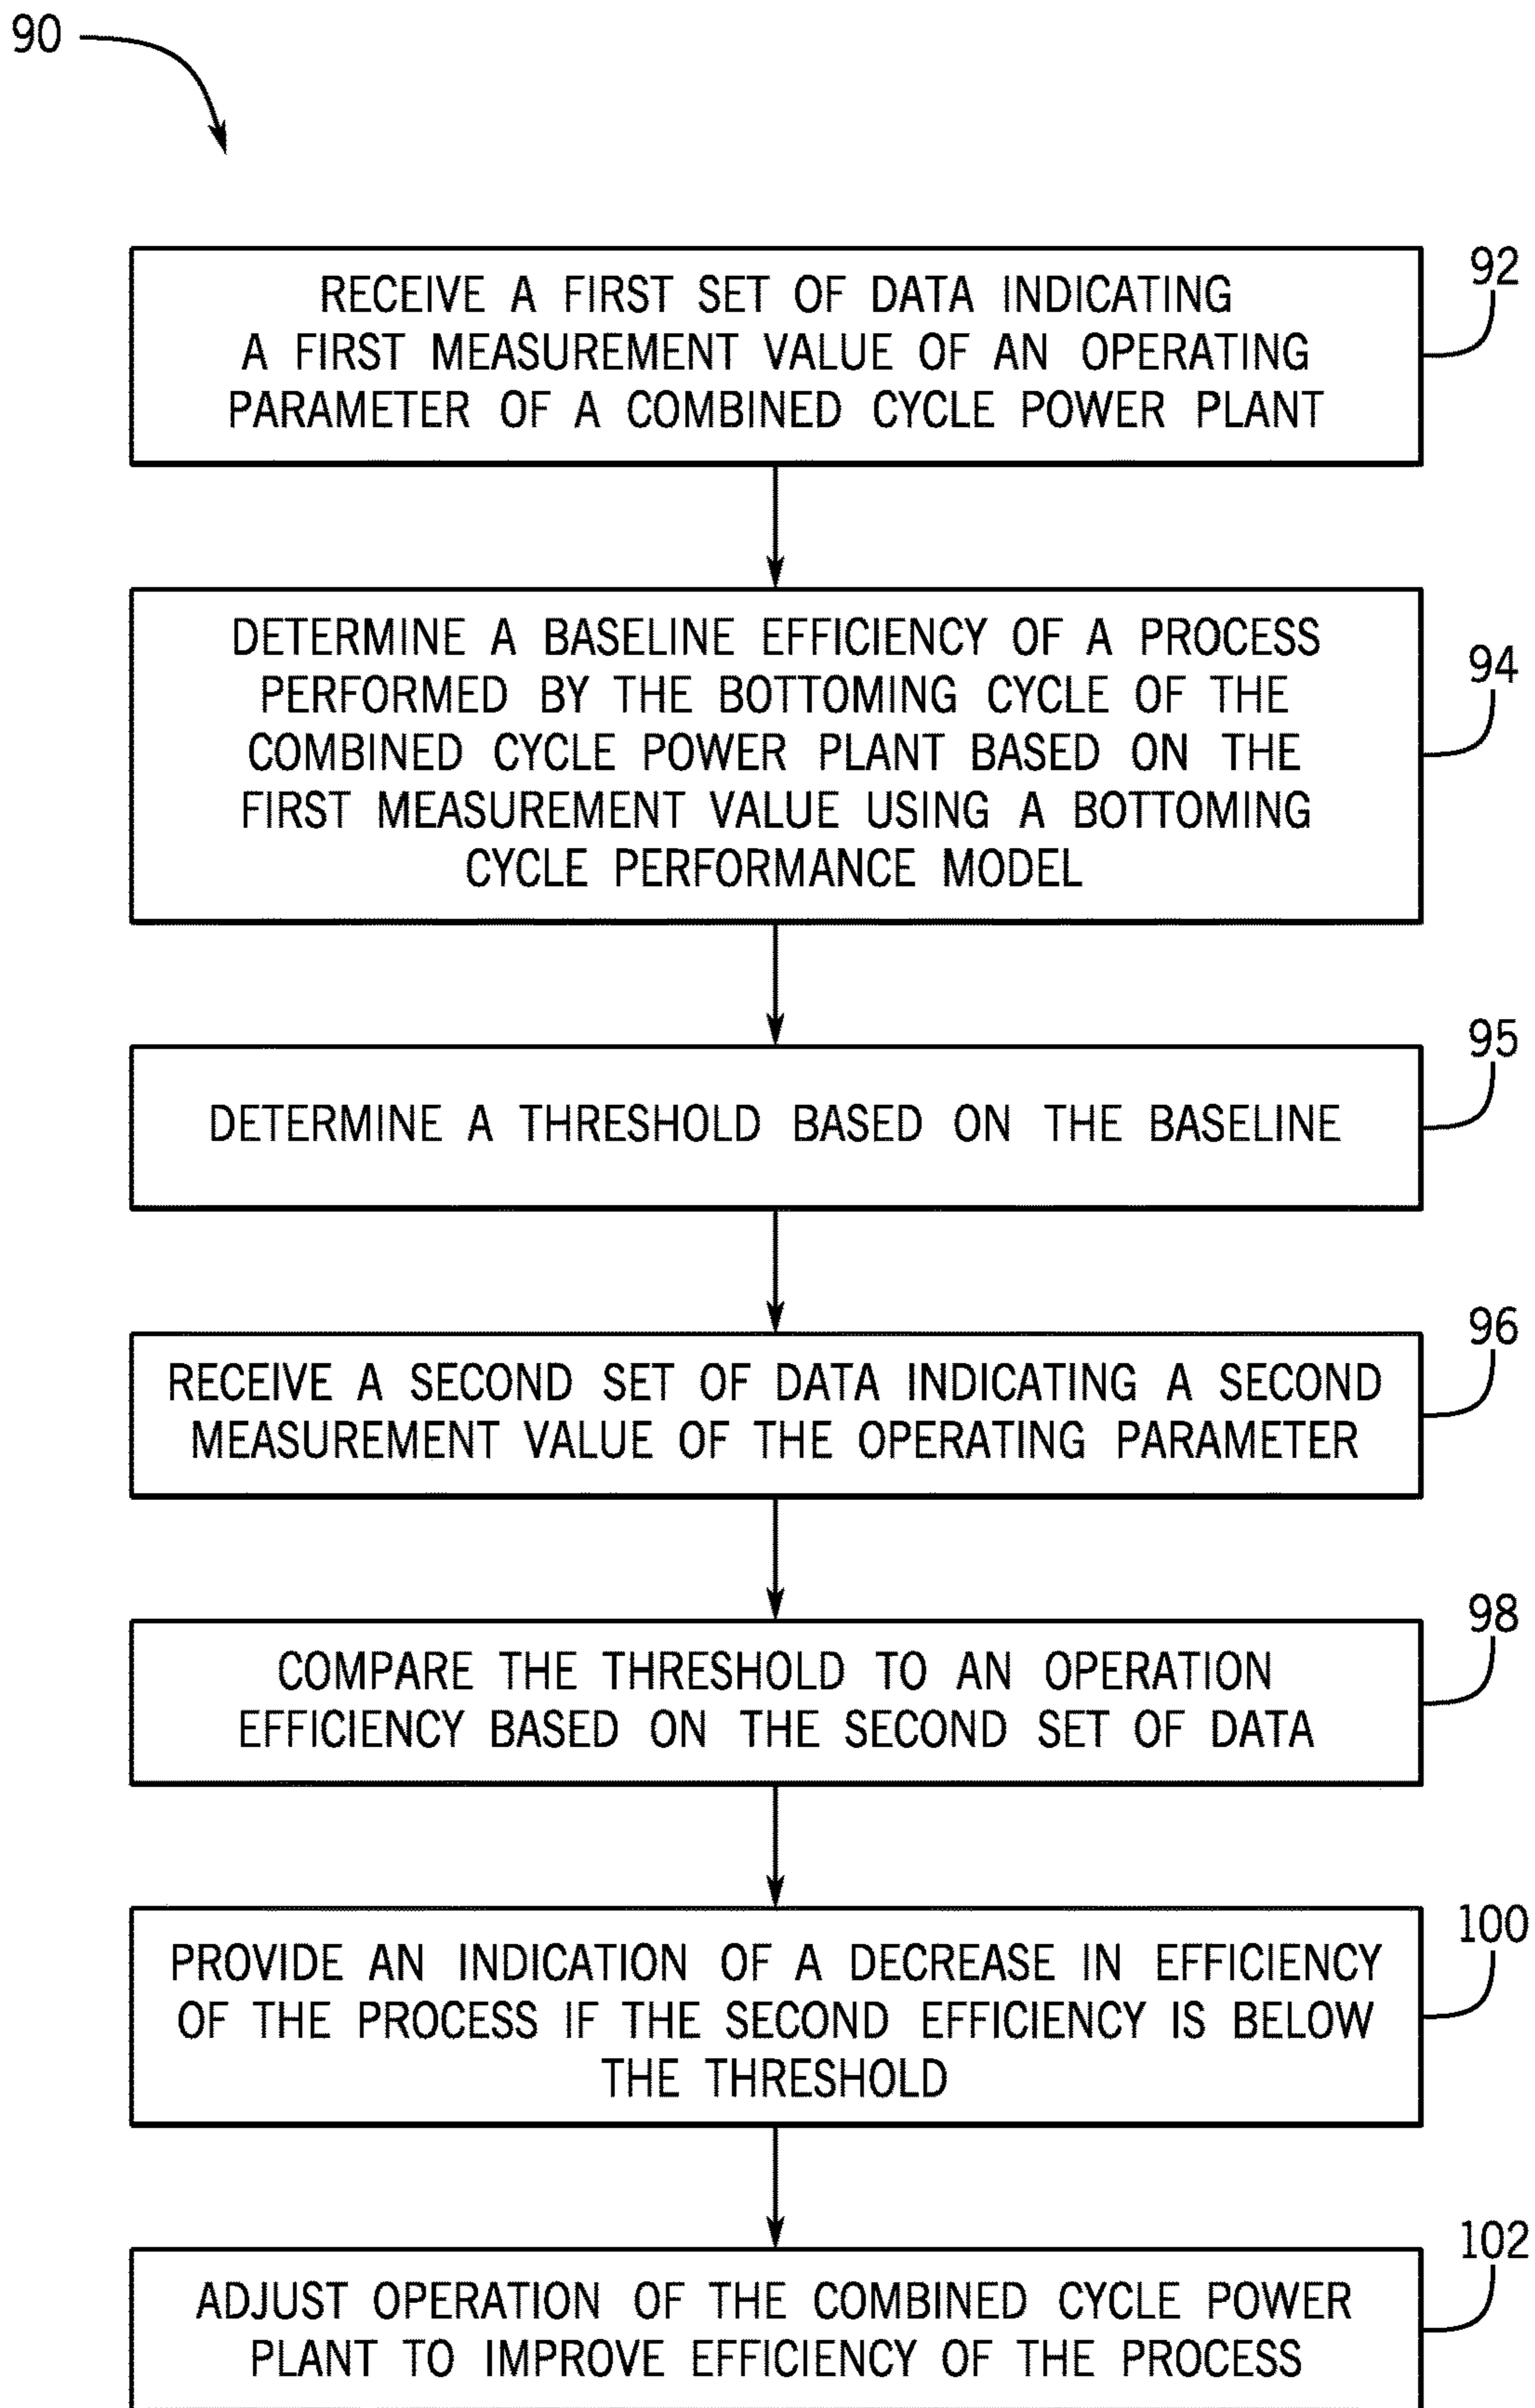 90
92
RECEIVE A FIRST SET OF DATA INDICATING
A FIRST MEASUREMENT VALUE OF AN OPERATING
PARAMETER OF A COMBINED CYCLE POWER PLANT
94
DETERMINE A BASELINE EFFICIENCY OF A PROCESS
PERFORMED BY THE BOTTOMING CYCLE OF THE
COMBINED CYCLE POWER PLANT BASED ON THE
FIRST MEASUREMENT VALUE USING A BOTTOMING
CYCLE PERFORMANCE MODEL
95
DETERMINE A THRESHOLD BASED ON THE BASELINE
96
RECEIVE A SECOND SET OF DATA INDICATING A SECOND
MEASUREMENT VALUE OF THE OPERATING PARAMETER
98
COMPARE THE THRESHOLD TO AN OPERATION
EFFICIENCY BASED ON THE SECOND SET OF DATA
100
PROVIDE AN INDICATION OF A DECREASE IN EFFICIENCY
OF THE PROCESS IF THE SECOND EFFICIENCY IS BELOW
THE THRESHOLD
102
ADJUST OPERATION OF THE COMBINED CYCLE POWER
PLANT TO IMPROVE EFFICIENCY OF THE PROCESS